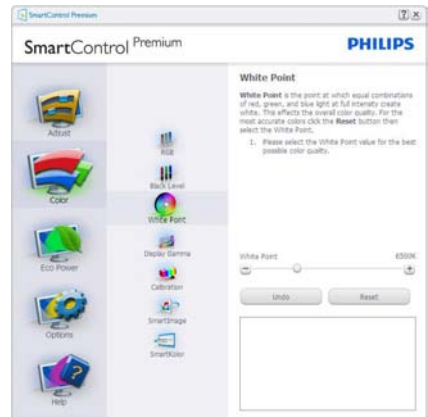 SmartControl Premium
SmartControl Premium
PHILIPS
Adjust
Color
Eco Power
Options
Help
RGB
Black Level
White Point
Display Gamma
Calibration
SmartImage
SmartKolor
White Point
White Point is the point at which equal combinations
of red, green, and blue light at full intensity create
white. This effects the overall color quality. For the
most accurate colors click the Reset button then
select the White Point.
1. Please select the White Point value for the best
possible color quality.
White Point 6500K
Undo Reset